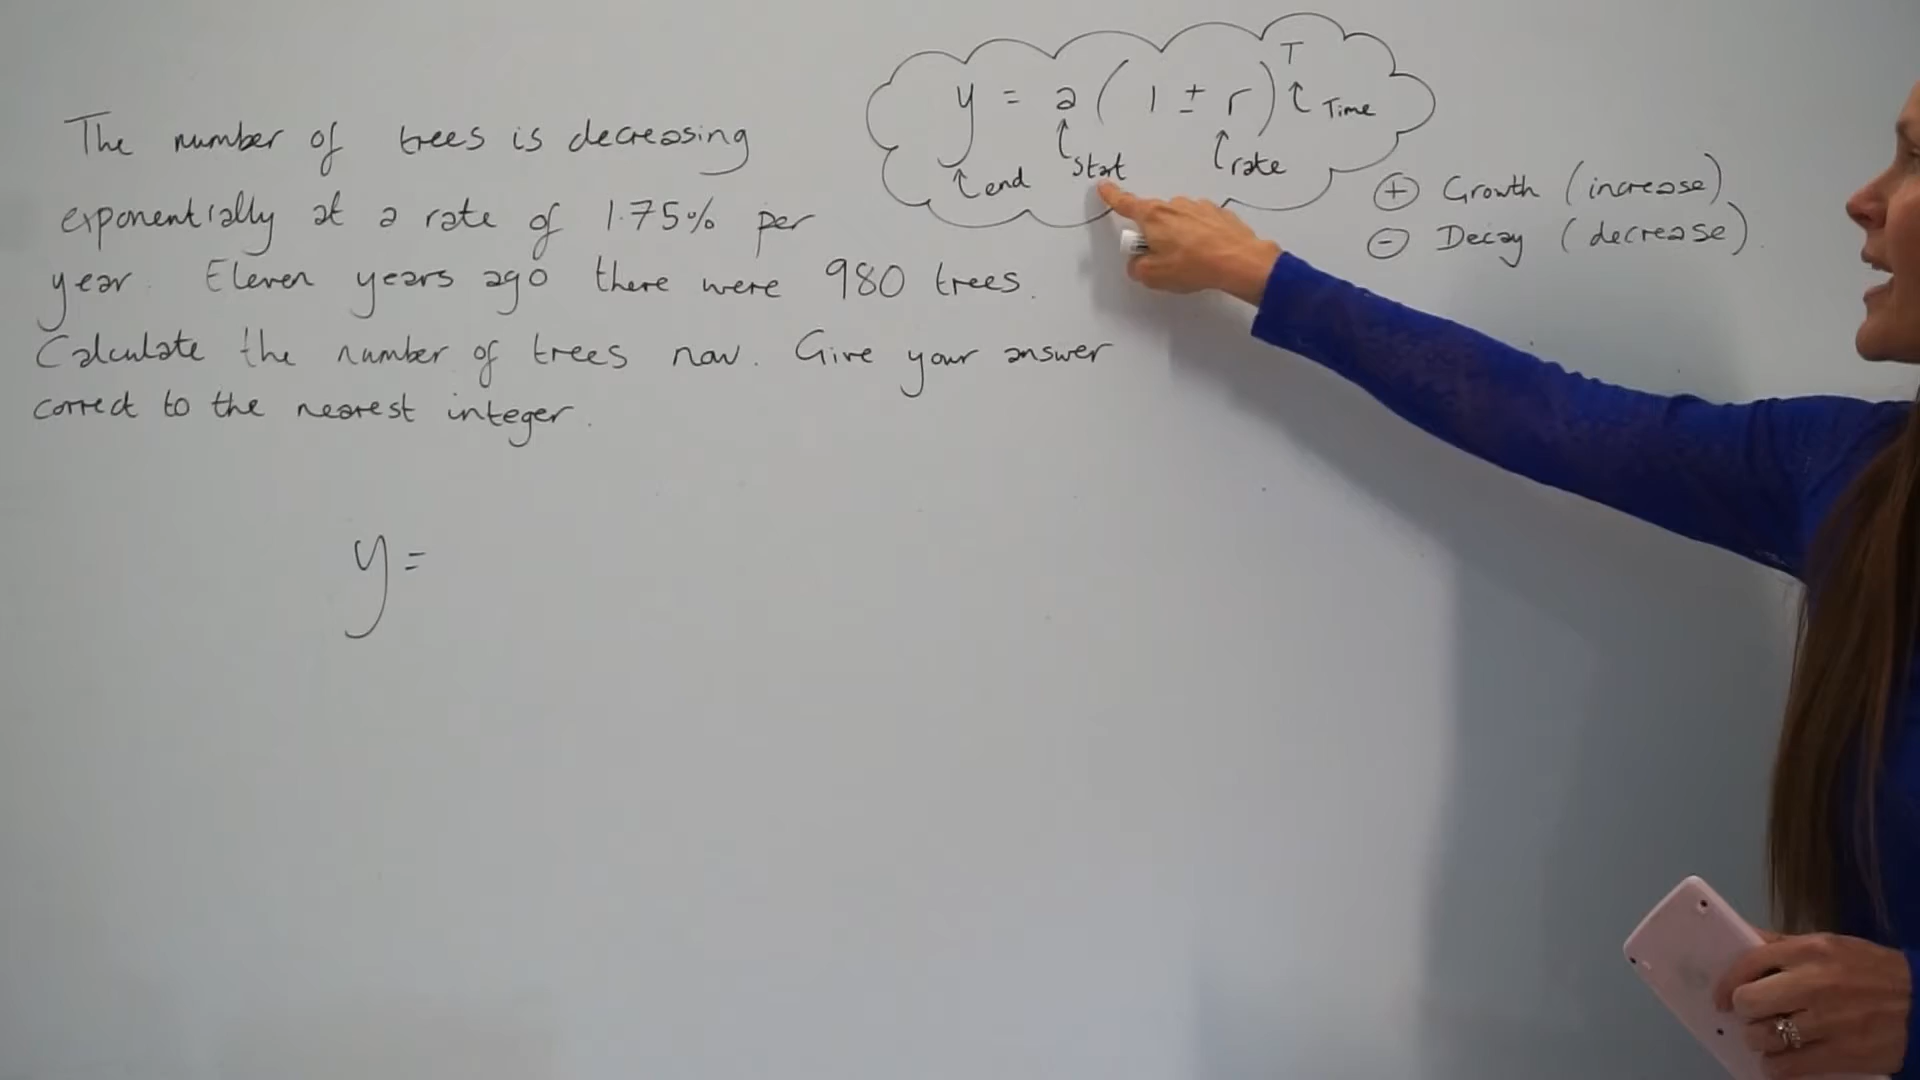 y = a ( 1 ± r ) T
Time
end
start
rate
The number of trees is decreasing
exponentially at a rate of 1.75% per
year. Eleven years ago there were 980 trees.
Calculate the number of trees now. Give your answer
correct to the nearest integer.
+ Growth (increase)
- Decay (decrease)
y =